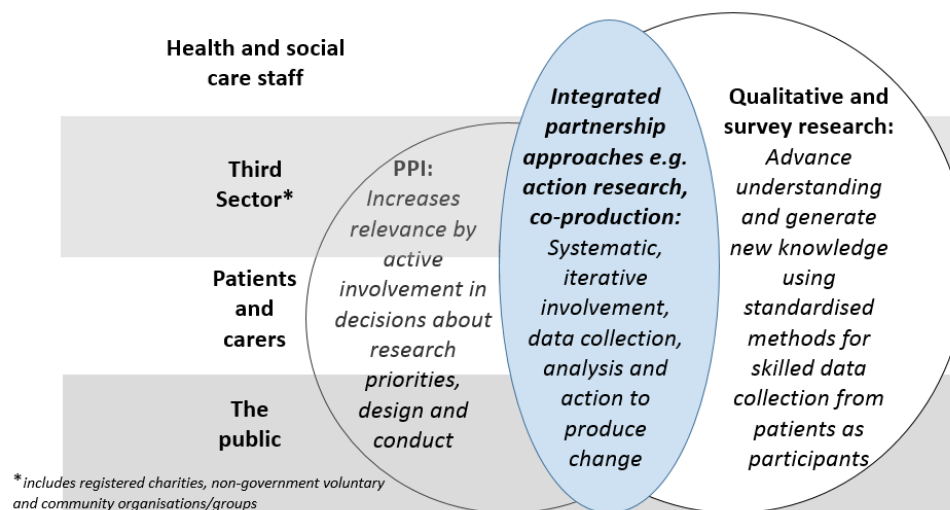 Health and social
care staff
Third
Sector*
Patients
and
carers
The
public
PPI:
Increases
relevance by
active
involvement in
decisions about
research
priorities,
design and
conduct
Integrated
partnership
approaches e.g.
action research,
co-production:
Systematic,
iterative
involvement,
data collection,
analysis and
action to
produce
change
Qualitative and
survey research:
Advance
understanding
and generate
new knowledge
using
standardised
methods for
skilled data
collection from
patients as
participants
*includes registered charities, non-government voluntary
and community organisations/groups